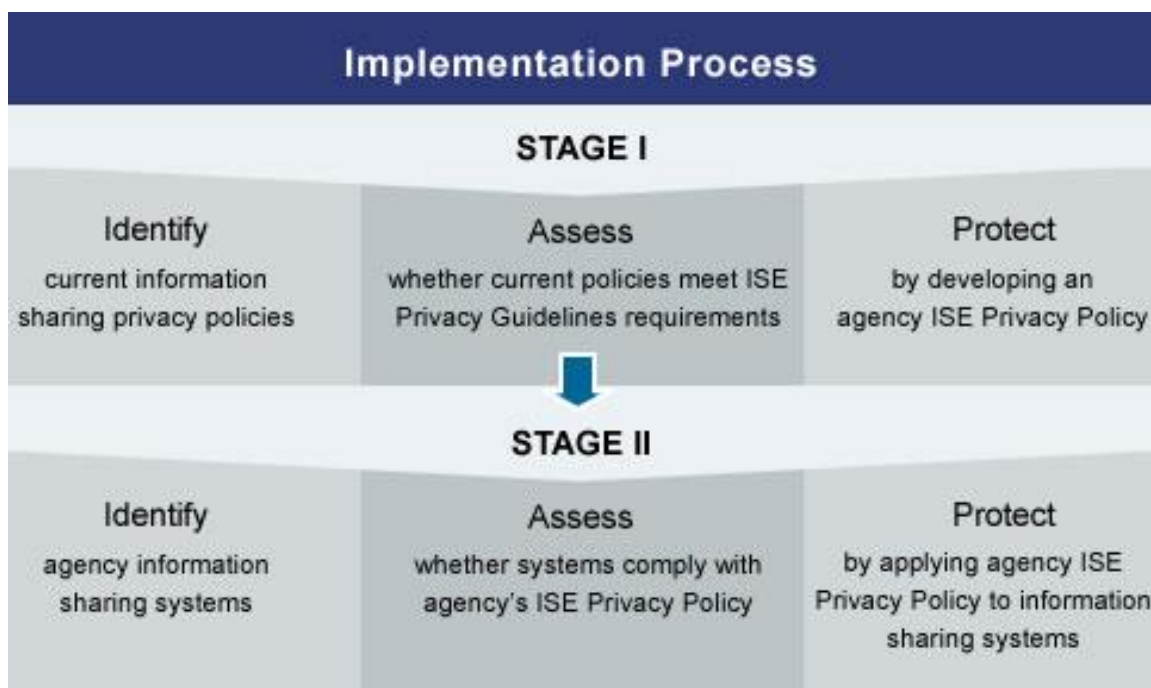 Implementation Process
STAGE I
Identify
current information
sharing privacy policies
Assess
whether current policies meet ISE
Privacy Guidelines requirements
Protect
by developing an
agency ISE Privacy Policy
STAGE II
Identify
agency information
sharing systems
Assess
whether systems comply with
agency's ISE Privacy Policy
Protect
by applying agency ISE
Privacy Policy to information
sharing systems